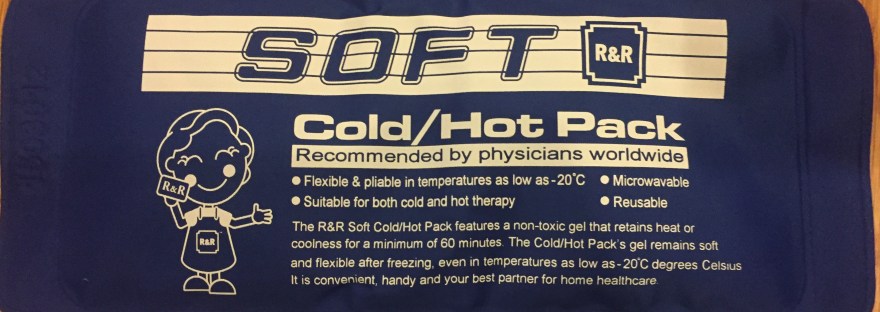 SOFT R&R
Cold/Hot Pack
Recommended by physicians worldwide
• Flexible & pliable in temperatures as low as -20°C • Microwavable
• Suitable for both cold and hot therapy • Reusable
The R&R Soft Cold/Hot Pack features a non-toxic gel that retains heat or
coolness for a minimum of 60 minutes. The Cold/Hot Pack's gel remains soft
and flexible after freezing, even in temperatures as low as -20°C degrees Celsius
It is convenient, handy and your best partner for home healthcare.
R&R
R&R